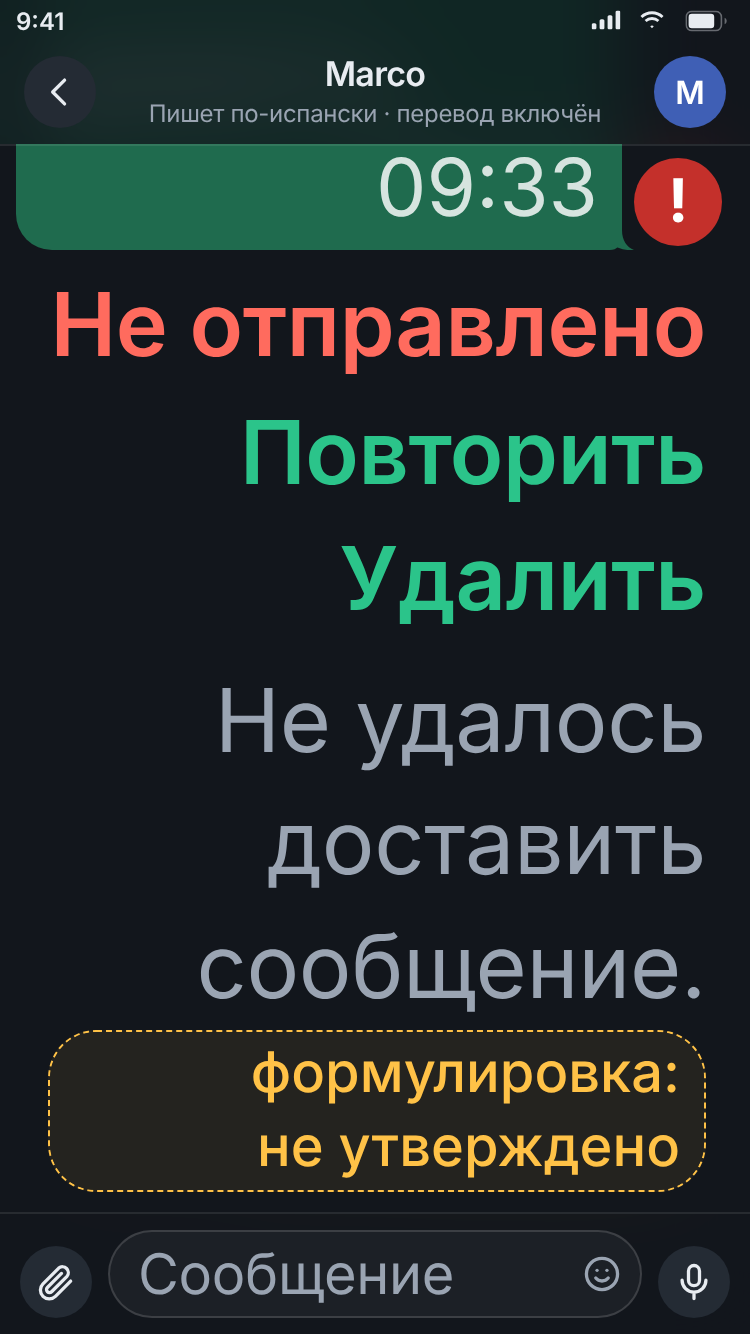 9:41
Marco
Пишет по-испански · перевод включён
M
09:33
!
Не отправлено
Повторить
Удалить
Не удалось
доставить
сообщение.
формулировка:
не утверждено
Сообщение